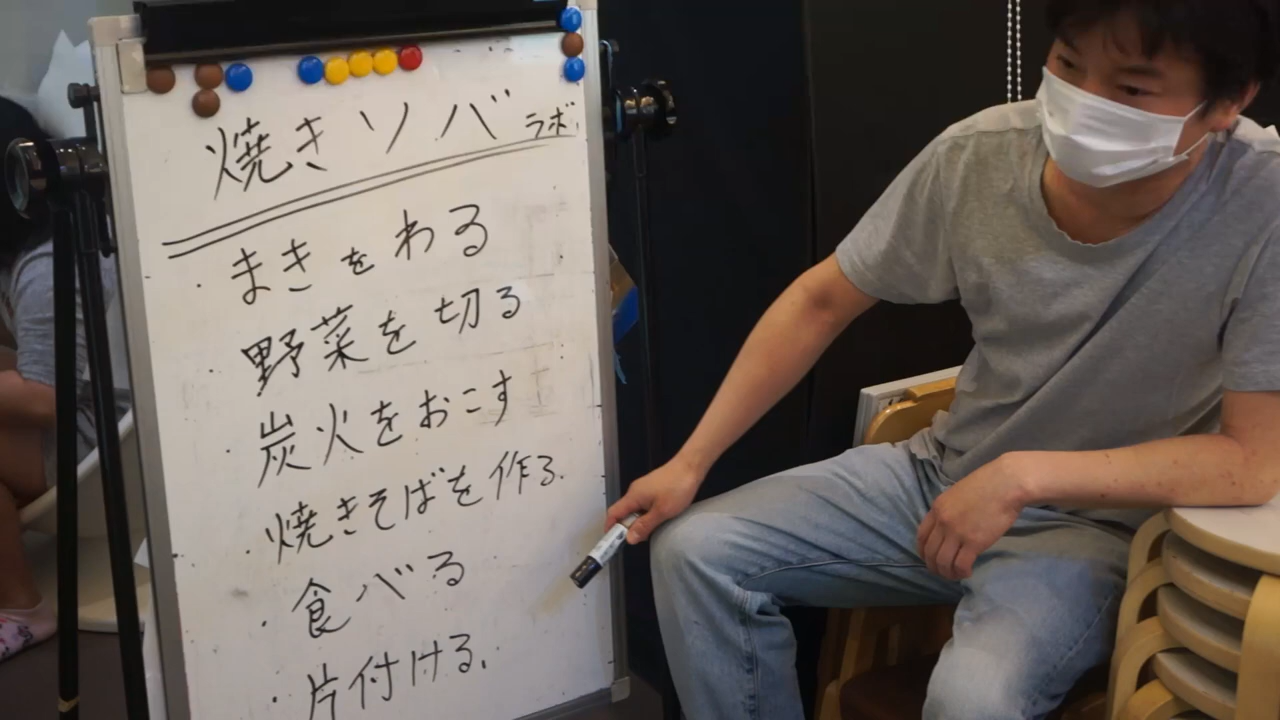 焼きソバラボ
・まきをわる
・野菜を切る
・炭火をおこす
・焼きそばを作る.
・食べる
・片付ける.